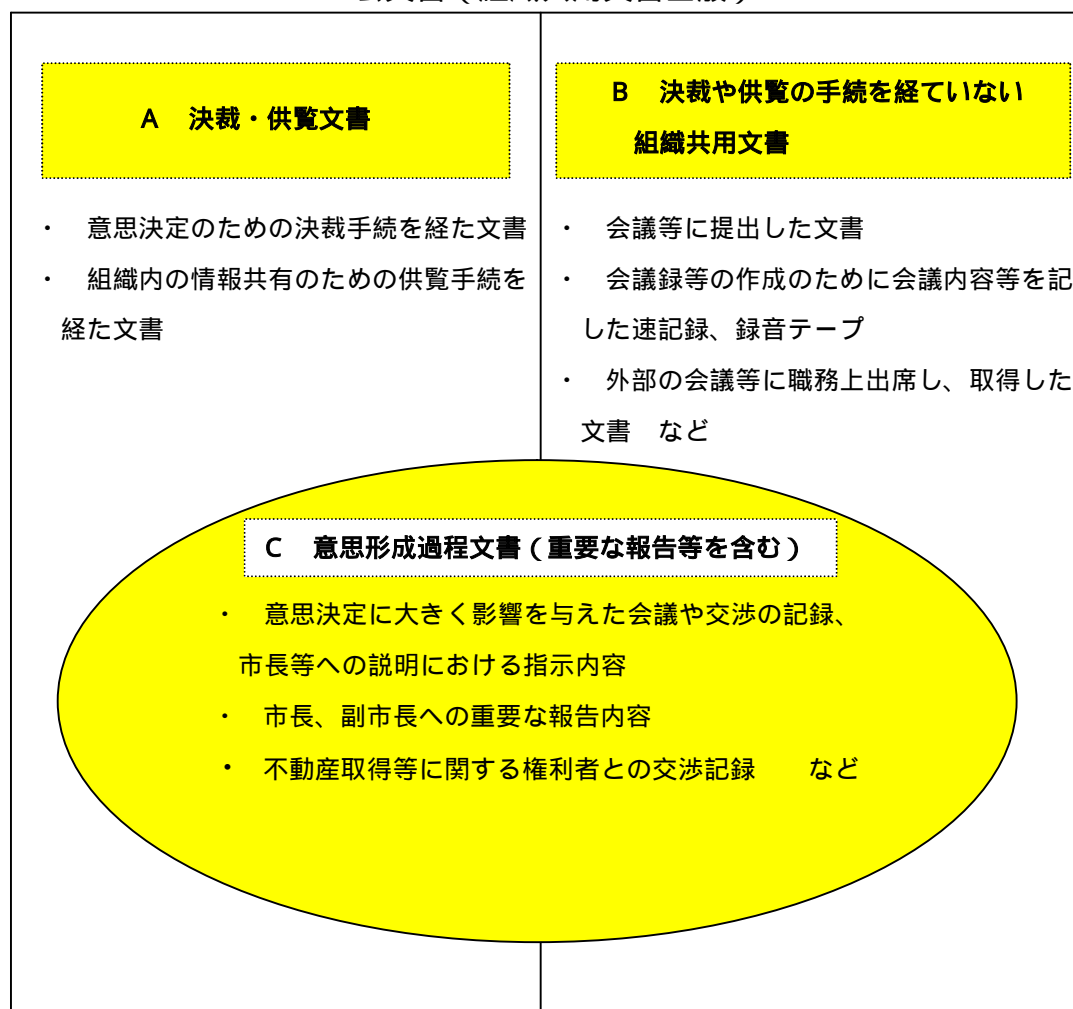 A 決裁・供覧文書
・ 意思決定のための決裁手続を経た文書
・ 組織内の情報共有のための供覧手続を
経た文書
B 決裁や供覧の手続を経ていない
組織共用文書
・ 会議等に提出した文書
・ 会議録等の作成のために会議内容等を記
した速記録、録音テープ
・ 外部の会議等に職務上出席し、取得した
文書 など
C 意思形成過程文書(重要な報告等を含む)
・ 意思決定に大きく影響を与えた会議や交渉の記録、
市長等への説明における指示内容
・ 市長、副市長への重要な報告内容
・ 不動産取得等に関する権利者との交渉記録 など